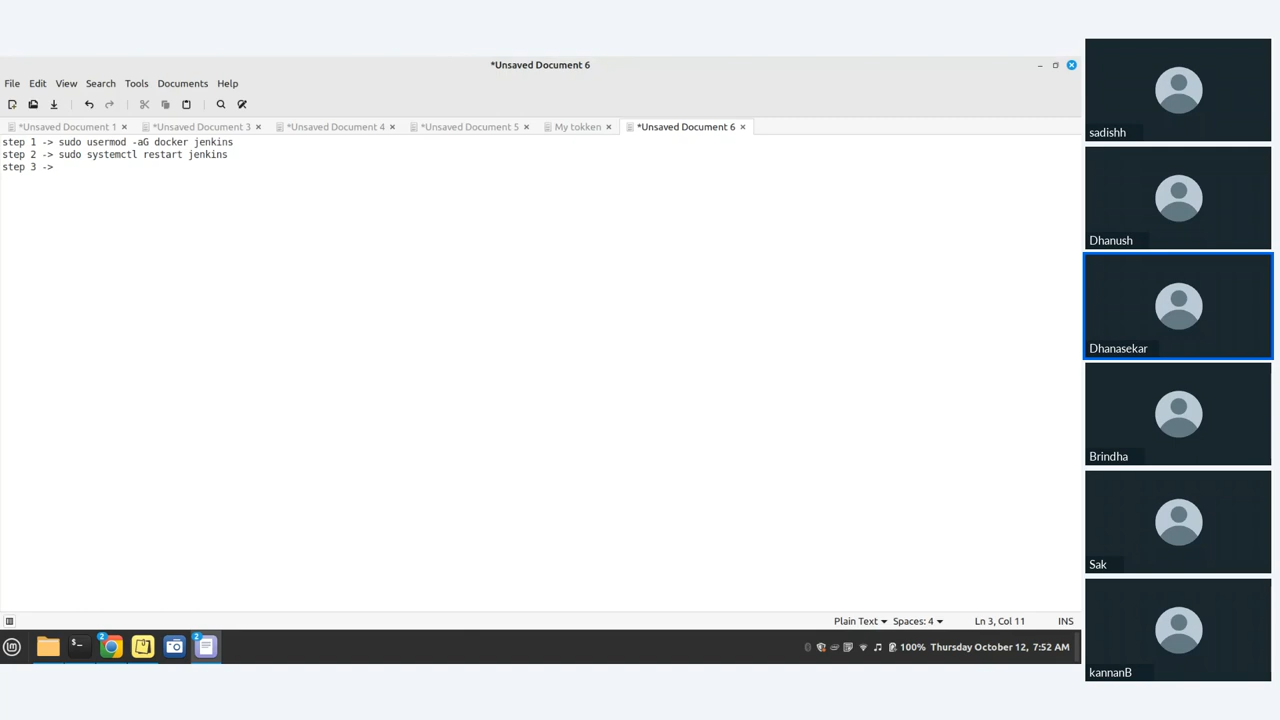 *Unsaved Document 6
File Edit View Search Tools Documents Help
*Unsaved Document 1 *Unsaved Document 3 *Unsaved Document 4 *Unsaved Document 5 My tokken *Unsaved Document 6
step 1 -> sudo usermod -aG docker jenkins
step 2 -> sudo systemctl restart jenkins
step 3 ->
Plain Text Spaces: 4 Ln 3, Col 11 INS
2 2 100% Thursday October 12, 7:52 AM
sadishh
Dhanush
Dhanasekar
Brindha
Sak
kannanB